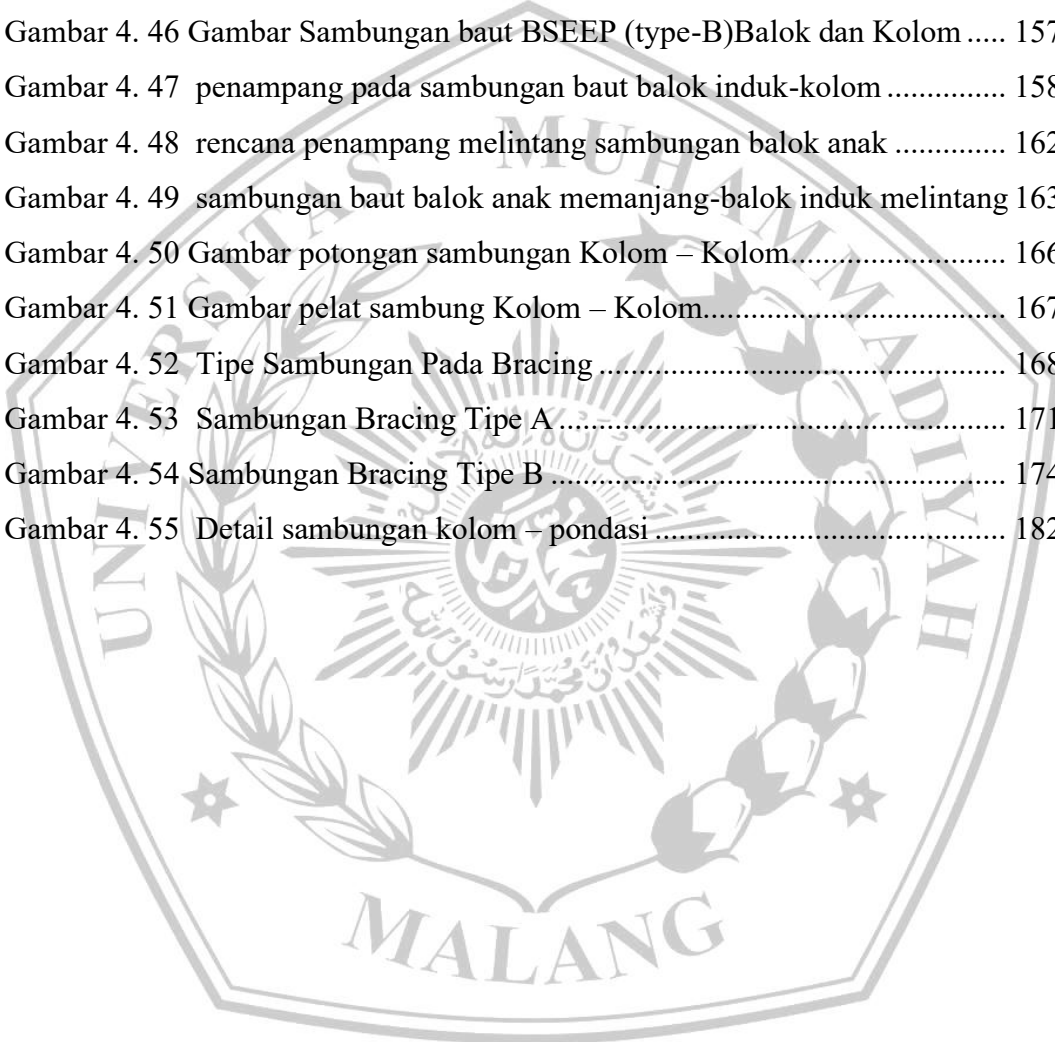 Gambar 4. 46 Gambar Sambungan baut BSEEP (type-B)Balok dan Kolom ..... 157
Gambar 4. 47  penampang pada sambungan baut balok induk-kolom ............... 158
Gambar 4. 48  rencana penampang melintang sambungan balok anak .............. 162
Gambar 4. 49  sambungan baut balok anak memanjang-balok induk melintang 163
Gambar 4. 50 Gambar potongan sambungan Kolom – Kolom........................... 166
Gambar 4. 51 Gambar pelat sambung Kolom – Kolom...................................... 167
Gambar 4. 52  Tipe Sambungan Pada Bracing .................................................... 168
Gambar 4. 53  Sambungan Bracing Tipe A ......................................................... 171
Gambar 4. 54 Sambungan Bracing Tipe B .......................................................... 174
Gambar 4. 55  Detail sambungan kolom – pondasi ............................................. 182
UNIVERSITAS MUHAMMADIYAH
MALANG